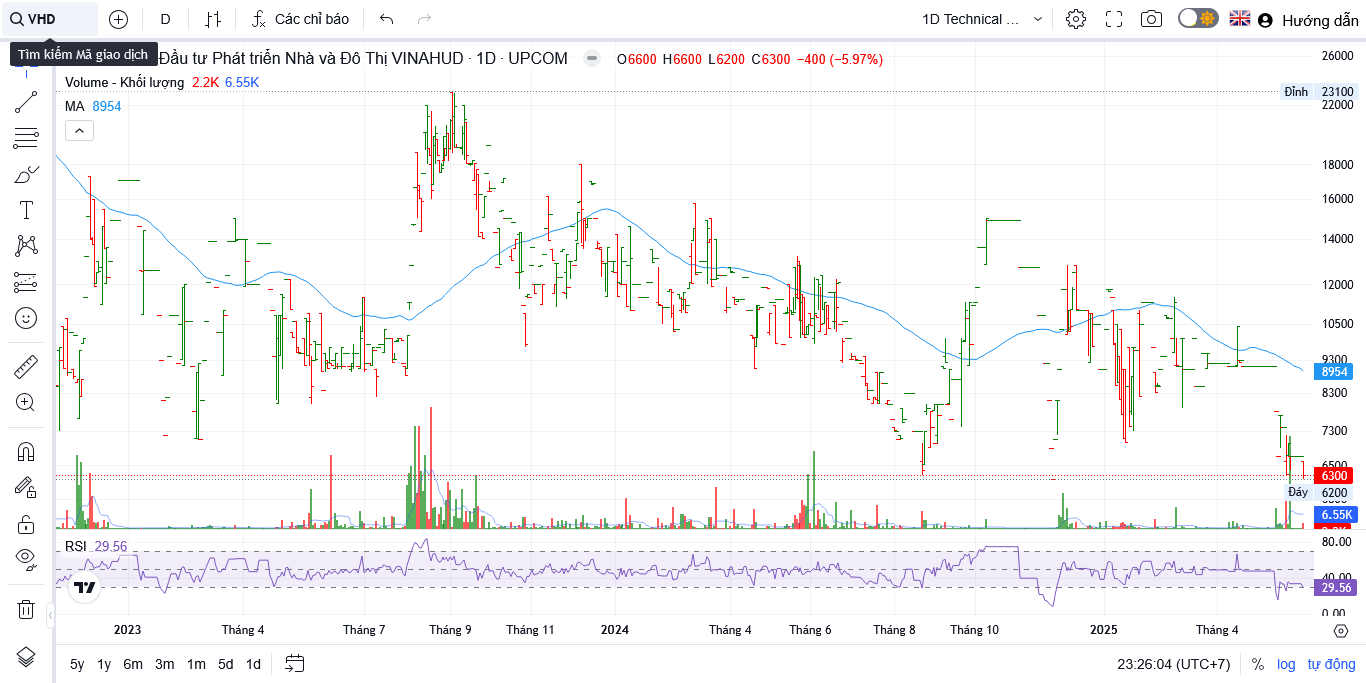 VHD
D
Các chỉ báo
1D Technical ...
Hướng dẫn
Tìm kiếm Mã giao dịch
Đầu tư Phát triển Nhà và Đô Thị VINAHUD · 1D · UPCOM
O6600 H6600 L6200 C6300 −400 (−5.97%)
Volume - Khối lượng 2.2K 6.55K
MA 8954
26000
Đỉnh 23100
22000
18000
16000
14000
12000
10500
9300
8954
8300
7300
6500
6300
Đáy 6200
6.55K
RSI 29.56
80.00
40.00
29.56
0.00
2023 Tháng 4 Tháng 7 Tháng 9 Tháng 11 2024 Tháng 4 Tháng 6 Tháng 8 Tháng 10 2025 Tháng 4
5y 1y 6m 3m 1m 5d 1d
23:26:04 (UTC+7) % log tự động